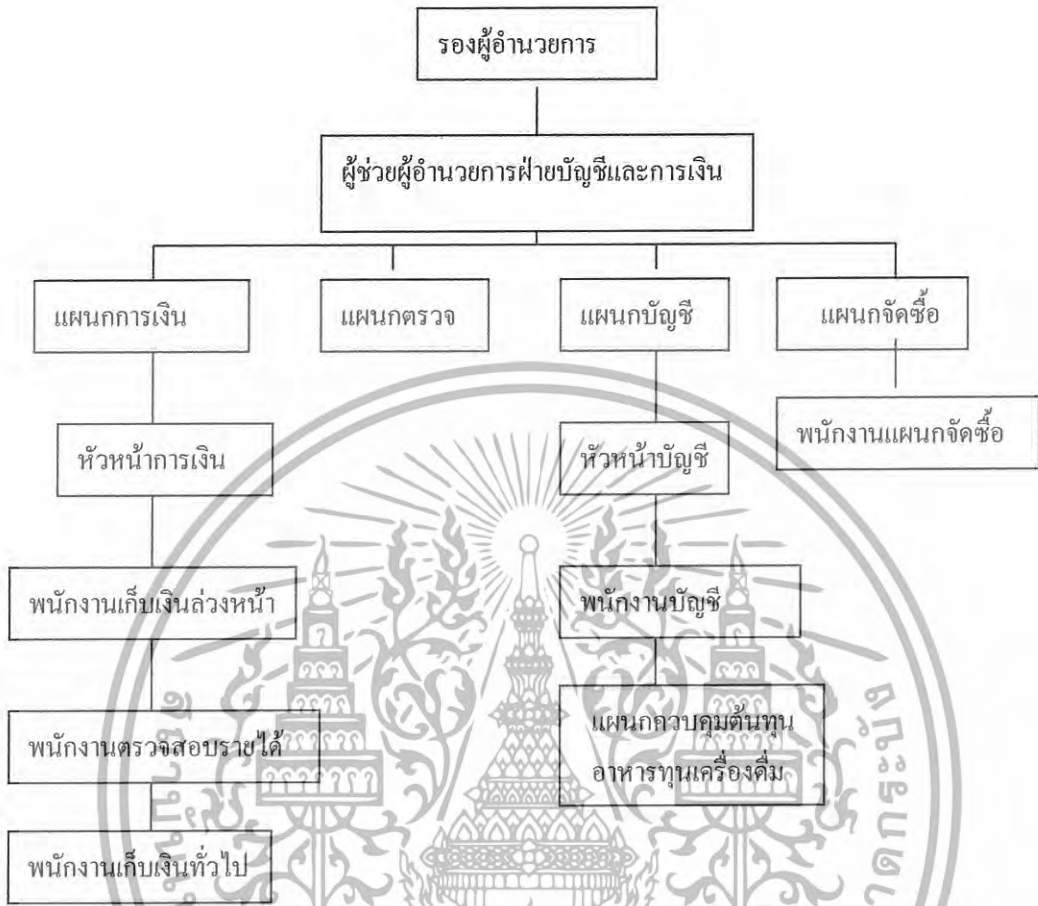 รองผู้อำนวยการ
ผู้ช่วยผู้อำนวยการฝ่ายบัญชีและการเงิน
แผนกการเงิน
แผนกตรวจ
แผนกบัญชี
แผนกจัดซื้อ
หัวหน้าการเงิน
หัวหน้าบัญชี
พนักงานแผนกจัดซื้อ
พนักงานเก็บเงินล่วงหน้า
พนักงานบัญชี
พนักงานตรวจสอบรายได้
แผนกควบคุมต้นทุน
อาหารทุนเครื่องดื่ม
พนักงานเก็บเงินทั่วไป